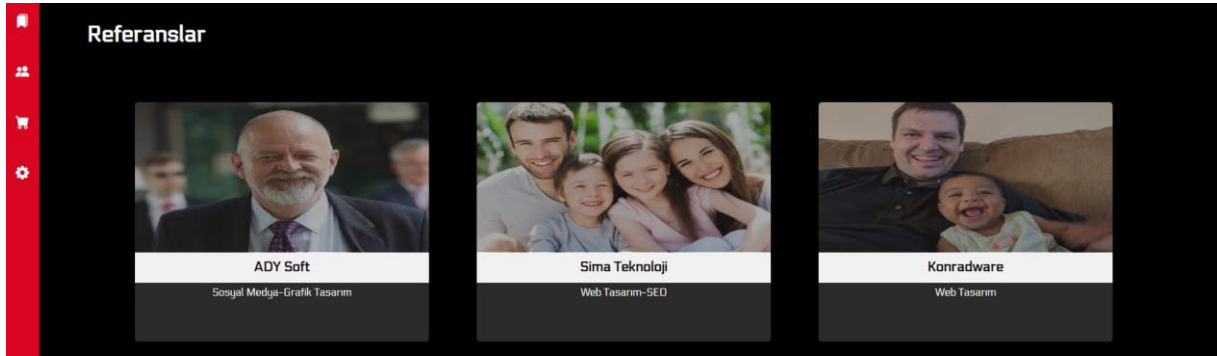 Referanslar
ADY Soft
Sosyal Medya-Grafik Tasarım
Sima Teknoloji
Web Tasarım-SEO
Konradware
Web Tasarım